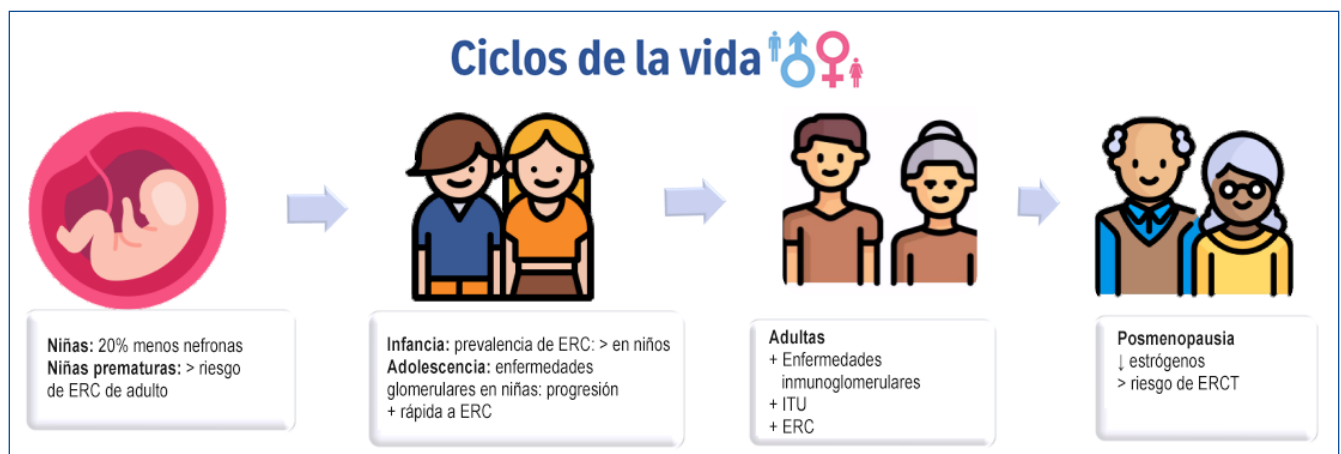 Ciclos de la vida
Niñas: 20% menos nefronas
Niñas prematuras: > riesgo
de ERC de adulto
Infancia: prevalencia de ERC: > en niños
Adolescencia: enfermedades
glomerulares en niñas: progresión
+ rápida a ERC
Adultas
+ Enfermedades
inmunoglomerulares
+ ITU
+ ERC
Posmenopausia
↓ estrógenos
> riesgo de ERCT